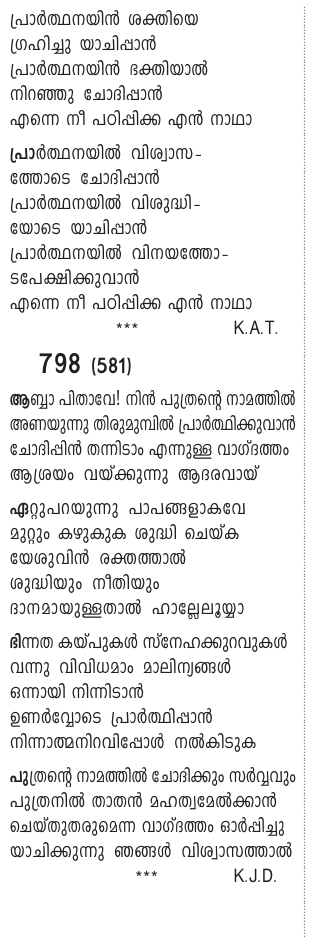 പ്രാർത്ഥനയിൻ ശക്തിയെ
ഗ്രഹിച്ചു യാചിപ്പാൻ
പ്രാർത്ഥനയിൻ ഭക്തിയാൽ
നിറഞ്ഞു ചോദിപ്പാൻ
എന്നെ നീ പഠിപ്പിക്ക എൻ നാഥാ
പ്രാർത്ഥനയിൽ വിശ്വാസ-
ത്തോടെ ചോദിപ്പാൻ
പ്രാർത്ഥനയിൽ വിശുദ്ധി-
യോടെ യാചിപ്പാൻ
പ്രാർത്ഥനയിൽ വിനയത്തോ-
ടപേക്ഷിക്കുവാൻ
എന്നെ നീ പഠിപ്പിക്ക എൻ നാഥാ
*** K.A.T.
798 (581)
ആബ്ബാ പിതാവേ! നിൻ പുത്രന്റെ നാമത്തിൽ
അണയുന്നു തിരുമുമ്പിൽ പ്രാർത്ഥിക്കുവാൻ
ചോദിപ്പിൻ തന്നിടാം എന്നുള്ള വാഗ്ദത്തം
ആശ്രയം വയ്ക്കുന്നു ആദരവായ്
ഏറ്റുപറയുന്നു പാപങ്ങളാകവേ
മുറ്റും കഴുകുക ശുദ്ധി ചെയ്ക
യേശുവിൻ രക്തത്താൽ
ശുദ്ധിയും നീതിയും
ദാനമായുള്ളതാൽ ഹാല്ലേലൂയ്യാ
ഭിന്നത കയ്പുകൾ സ്നേഹക്കുറവുകൾ
വന്നു വിവിധമാം മാലിന്യങ്ങൾ
ഒന്നായി നിന്നിടാൻ
ഉണർവ്വോടെ പ്രാർത്ഥിപ്പാൻ
നിന്നാത്മനിറവിപ്പോൾ നൽകിടുക
പുത്രന്റെ നാമത്തിൽ ചോദിക്കും സർവ്വവും
പുത്രനിൽ താതൻ മഹത്വമേൽക്കാൻ
ചെയ്തുതരുമെന്ന വാഗ്ദത്തം ഓർപ്പിച്ചു
യാചിക്കുന്നു ഞങ്ങൾ വിശ്വാസത്താൽ
*** K.J.D.